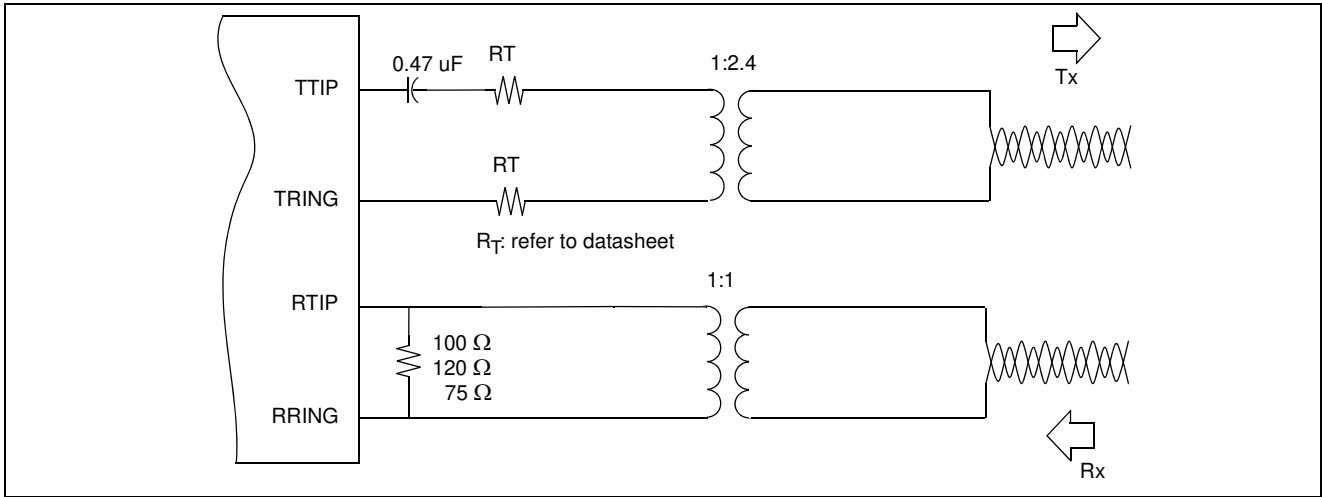 Tx
RT
0.47 uF
1:2.4
TTIP
RT
TRING
RT: refer to datasheet
1:1
RTIP
100 Ω
120 Ω
75 Ω
RRING
Rx